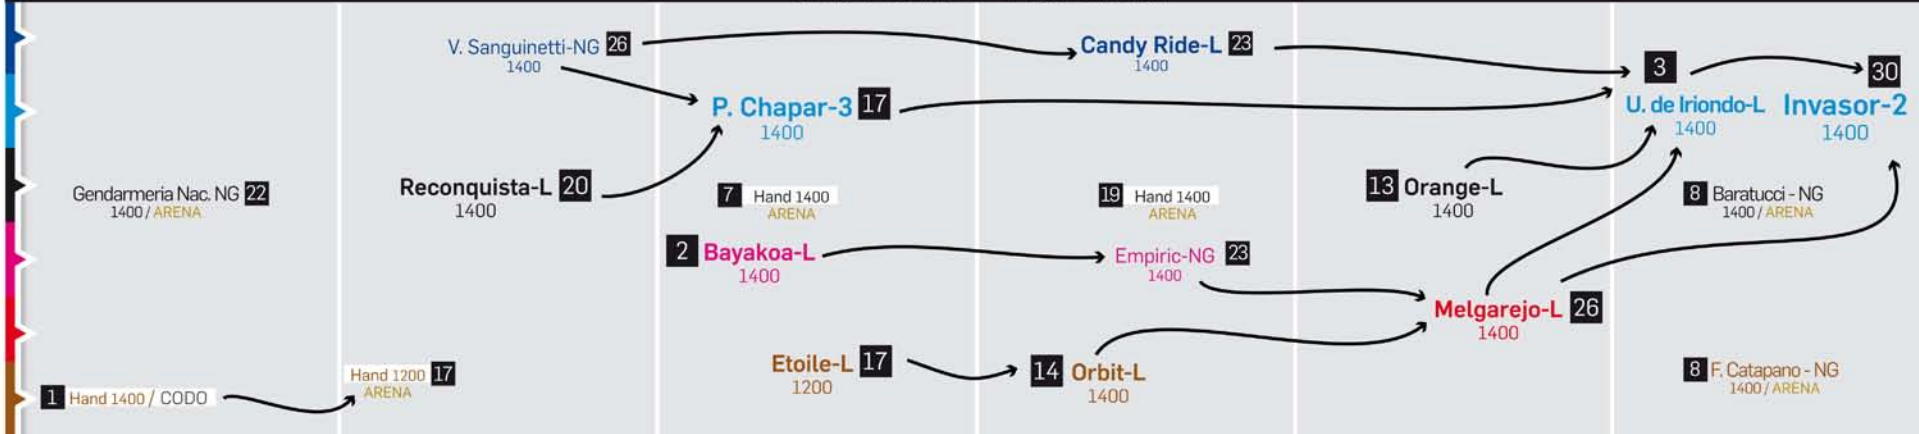 V. Sanguinetti-NG 26
1400
Candy Ride-L 23
1400
3
U. de Iriondo-L
1400
30
Invasor-2
1400
P. Chapar-3 17
1400
Gendarmeria Nac. NG 22
1400 / ARENA
Reconquista-L 20
1400
7 Hand 1400
ARENA
19 Hand 1400
ARENA
13 Orange-L
1400
8 Baratucci - NG
1400 / ARENA
2 Bayakoa-L
1400
Empiric-NG 23
1400
Melgarejo-L 26
1400
Etoile-L 17
1200
14 Orbit-L
1400
8 F. Catapano - NG
1400 / ARENA
1 Hand 1400 / CODO
Hand 1200 17
ARENA